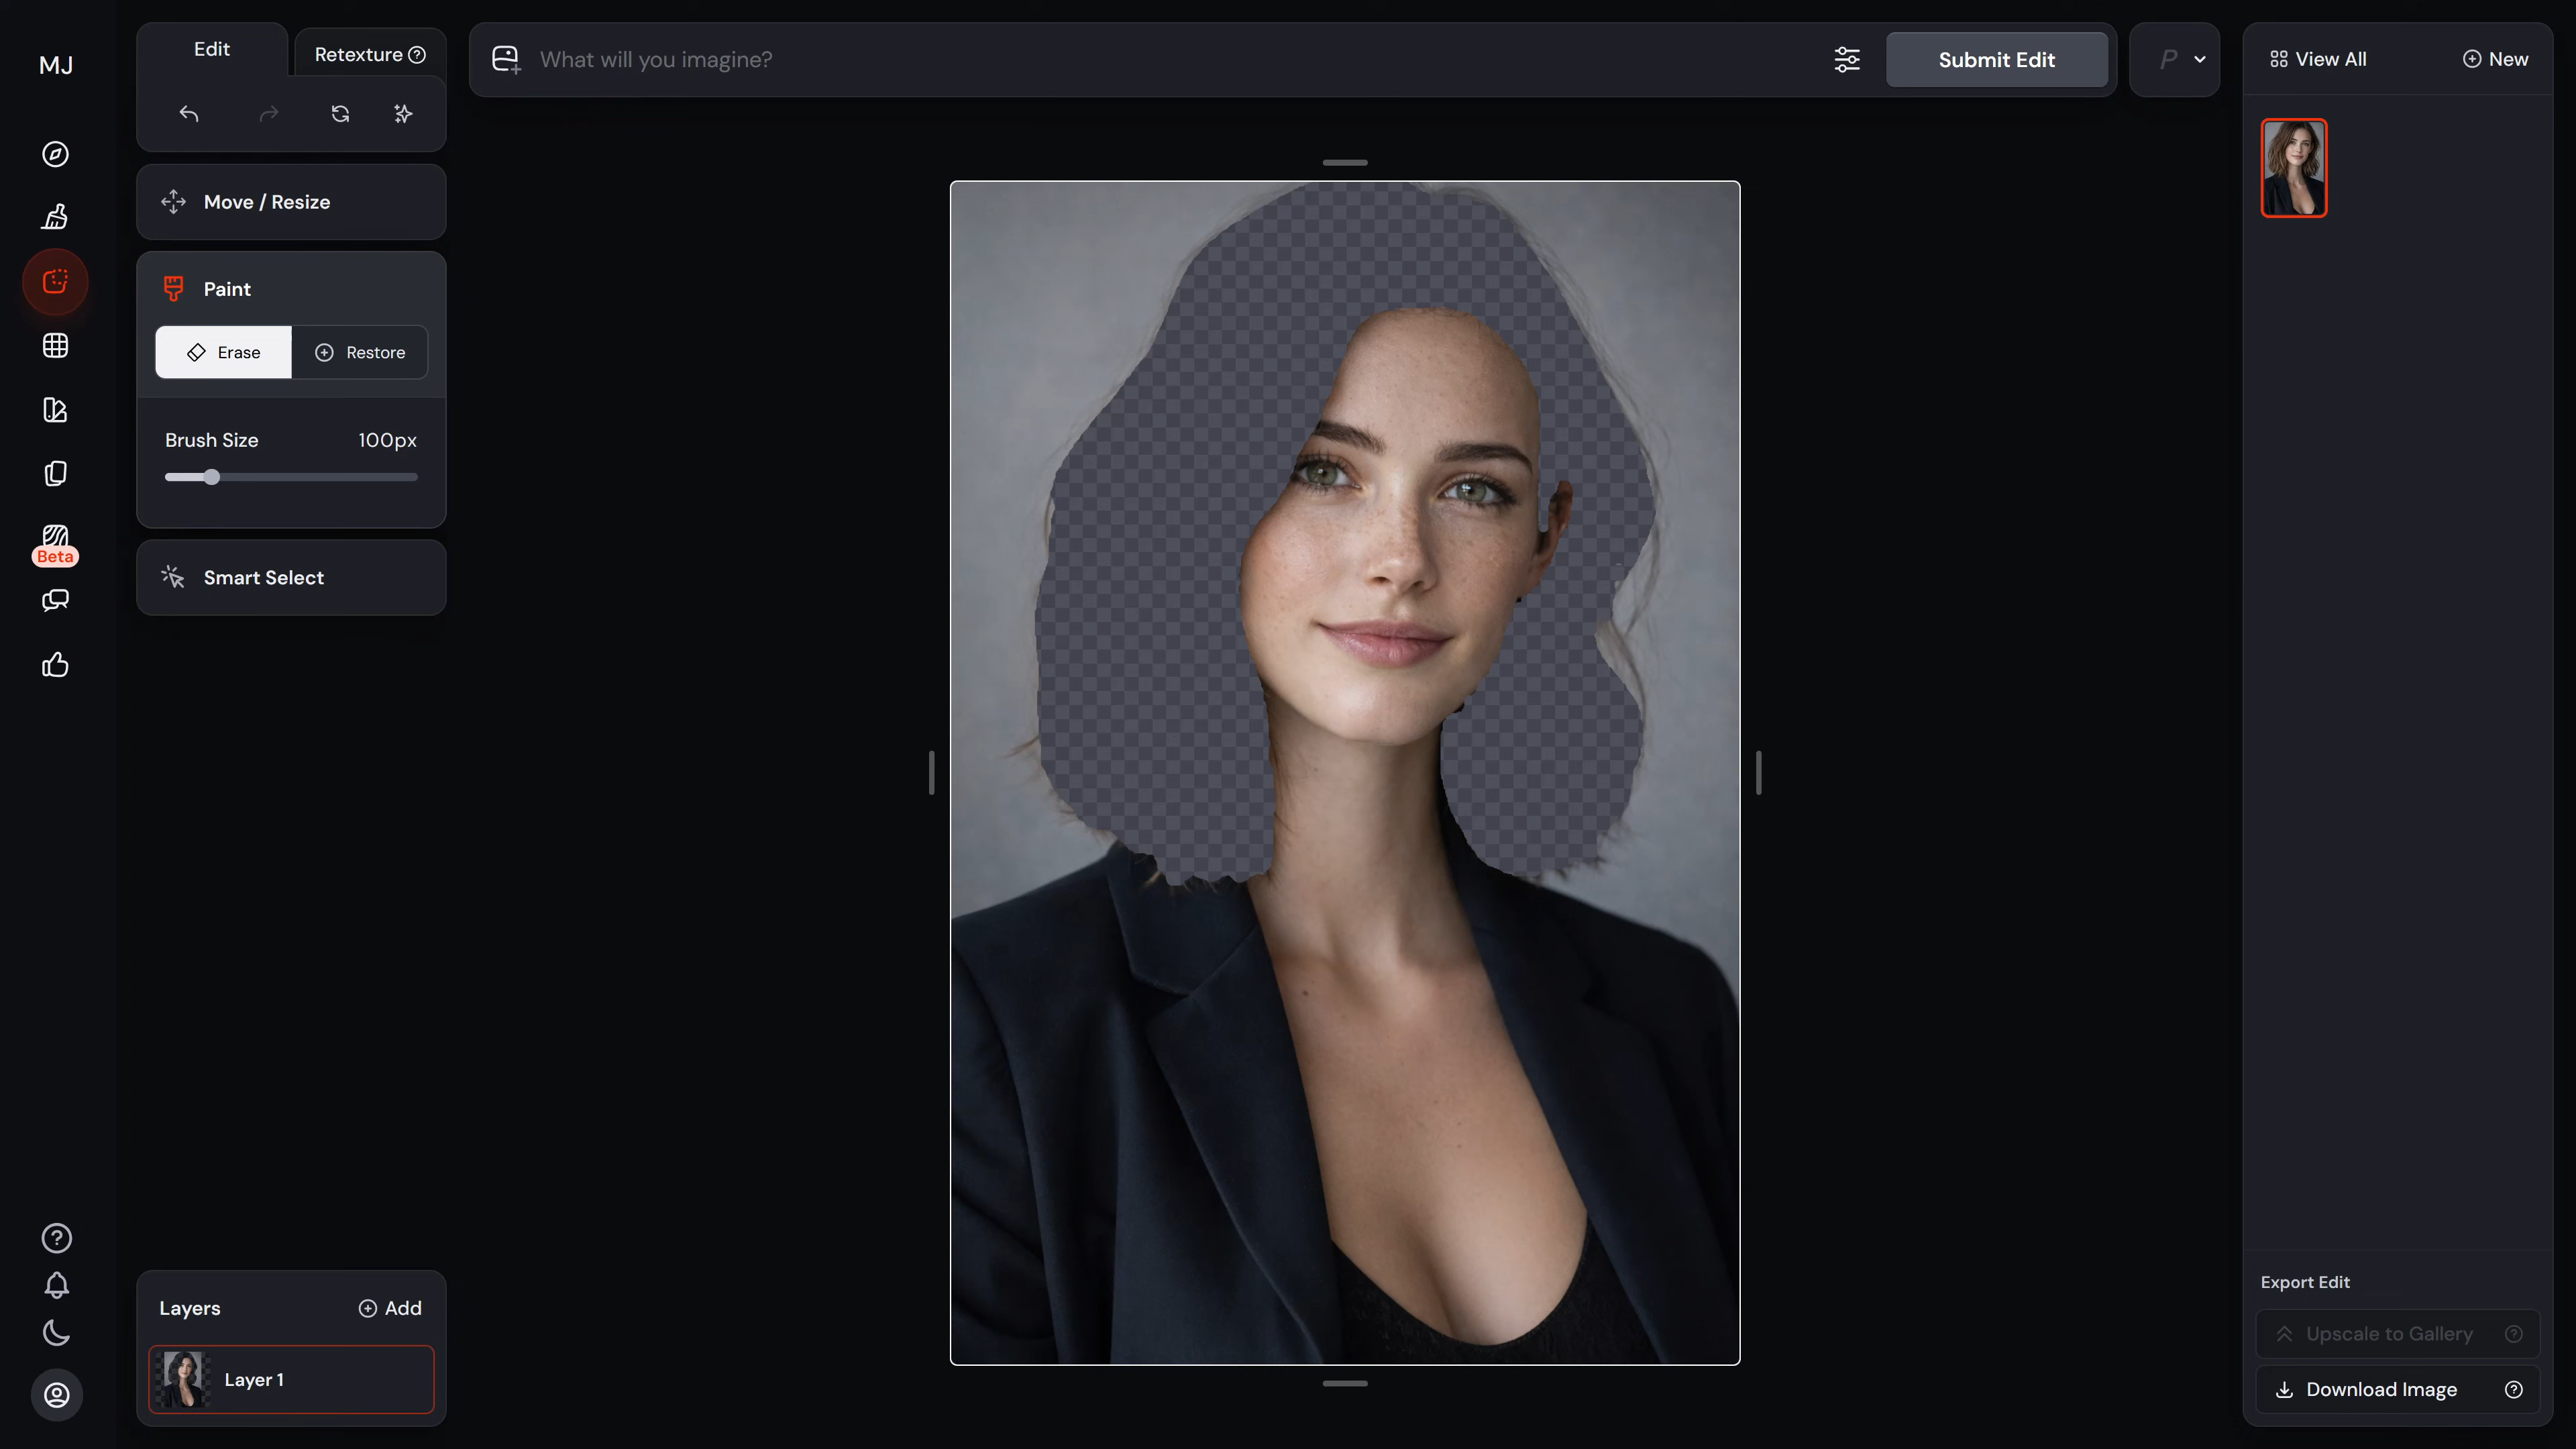 MJ
Edit
Retexture
What will you imagine?
Submit Edit
P
View All
New
Move / Resize
Paint
Erase
Restore
Brush Size
100px
Beta
Smart Select
Layers
Add
Layer 1
Export Edit
Upscale to Gallery
Download Image